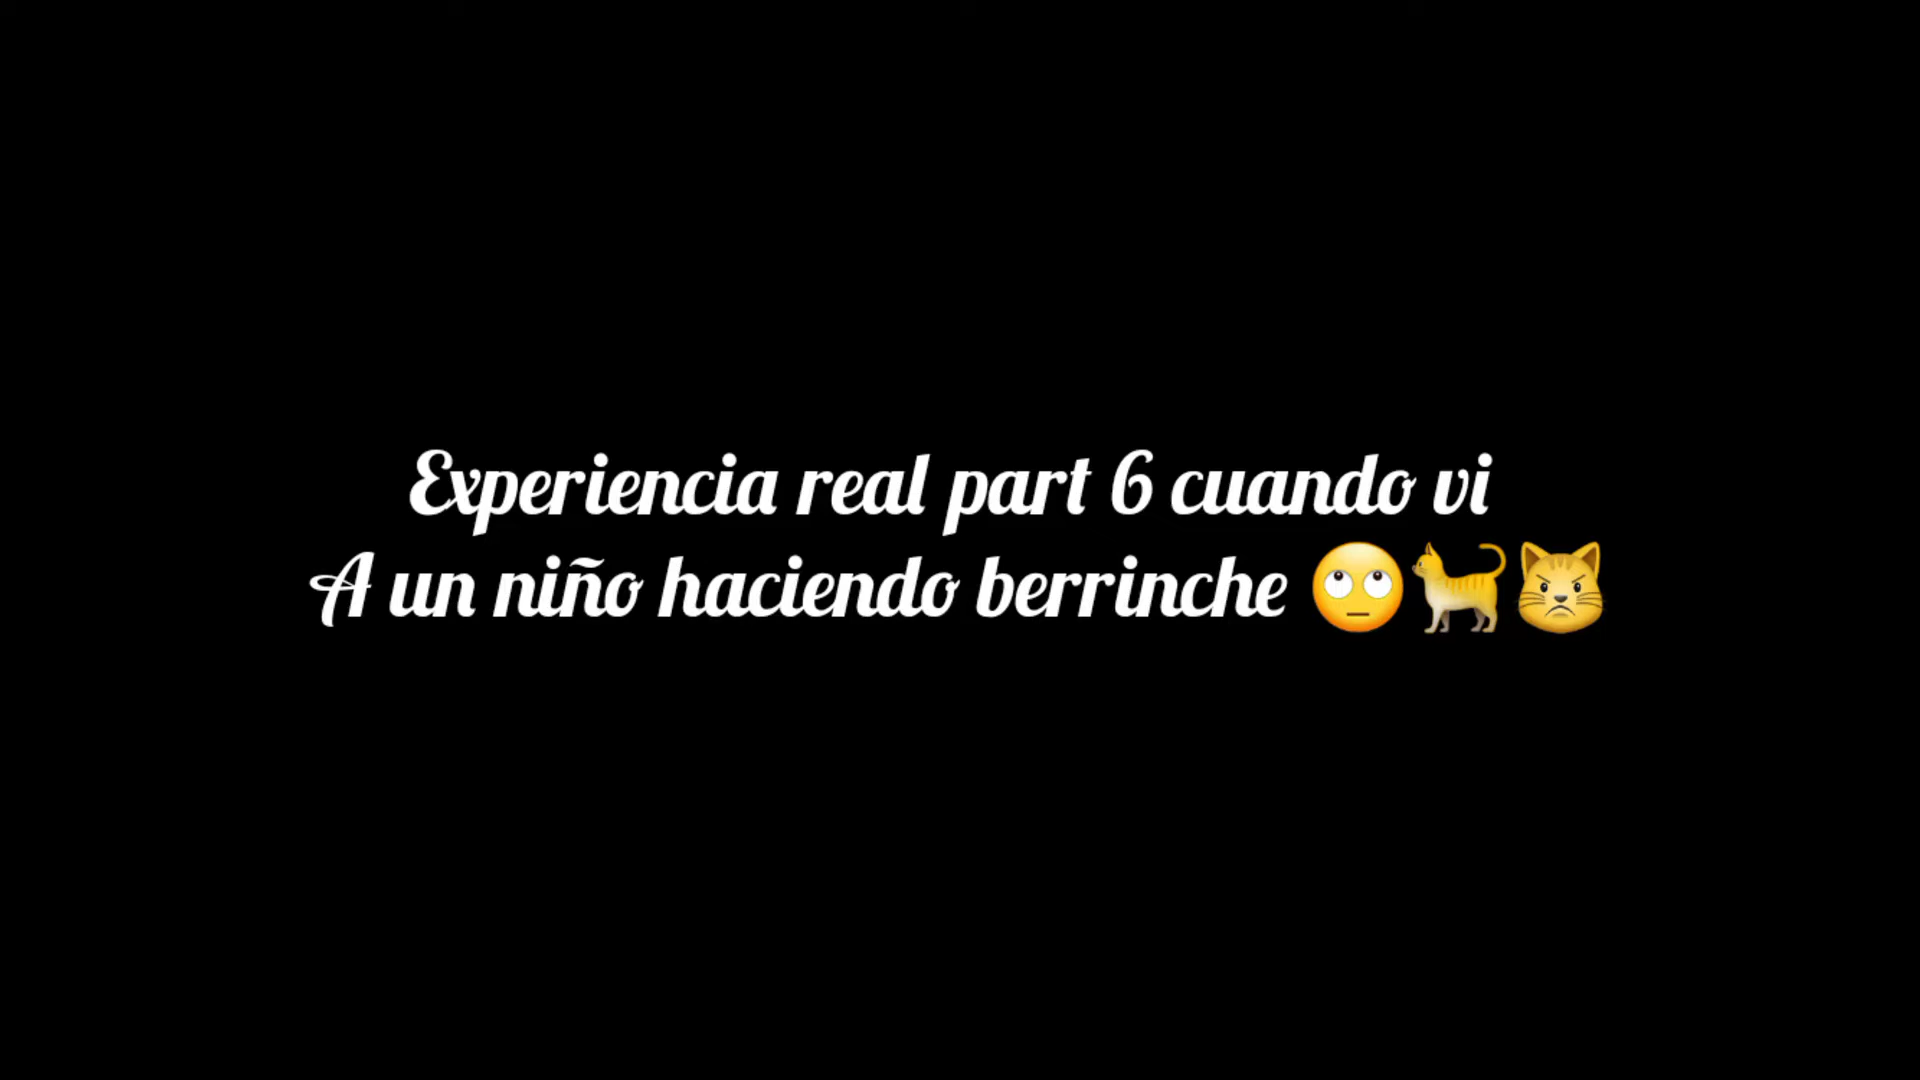 Experiencia real part 6 cuando vi
A un niño haciendo berrinche 🙄🐈😾